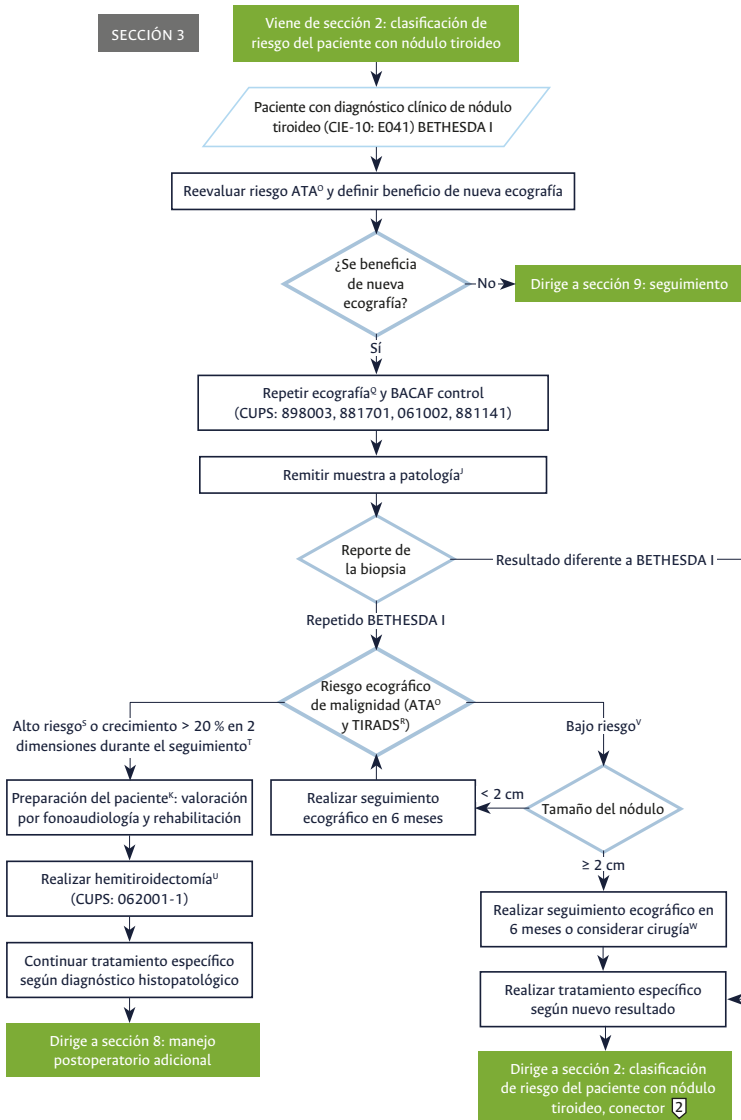 SECCIÓN 3
Viene de sección 2: clasificación de
riesgo del paciente con nódulo tiroideo
Paciente con diagnóstico clínico de nódulo
tiroideo (CIE-10: E041) BETHESDA I
Reevaluar riesgo ATAᴼ y definir beneficio de nueva ecografía
¿Se beneficia
de nueva
ecografía?
No
Dirige a sección 9: seguimiento
Sí
Repetir ecografíaQ y BACAF control
(CUPS: 898003, 881701, 061002, 881141)
Remitir muestra a patologíaᴶ
Reporte de
la biopsia
Resultado diferente a BETHESDA I
Repetido BETHESDA I
Riesgo ecográfico
de malignidad (ATAᴼ
y TIRADSᴿ)
Alto riesgoˢ o crecimiento > 20 % en 2
dimensiones durante el seguimientoᵀ
Bajo riesgoⱽ
Preparación del pacienteᴷ: valoración
por fonoaudiología y rehabilitación
Realizar seguimiento
ecográfico en 6 meses
< 2 cm
Tamaño del nódulo
≥ 2 cm
Realizar hemitiroidectomíaᵁ
(CUPS: 062001-1)
Realizar seguimiento ecográfico en
6 meses o considerar cirugíaᵂ
Continuar tratamiento específico
según diagnóstico histopatológico
Realizar tratamiento específico
según nuevo resultado
Dirige a sección 8: manejo
postoperatorio adicional
Dirige a sección 2: clasificación
de riesgo del paciente con nódulo
tiroideo, conector 2